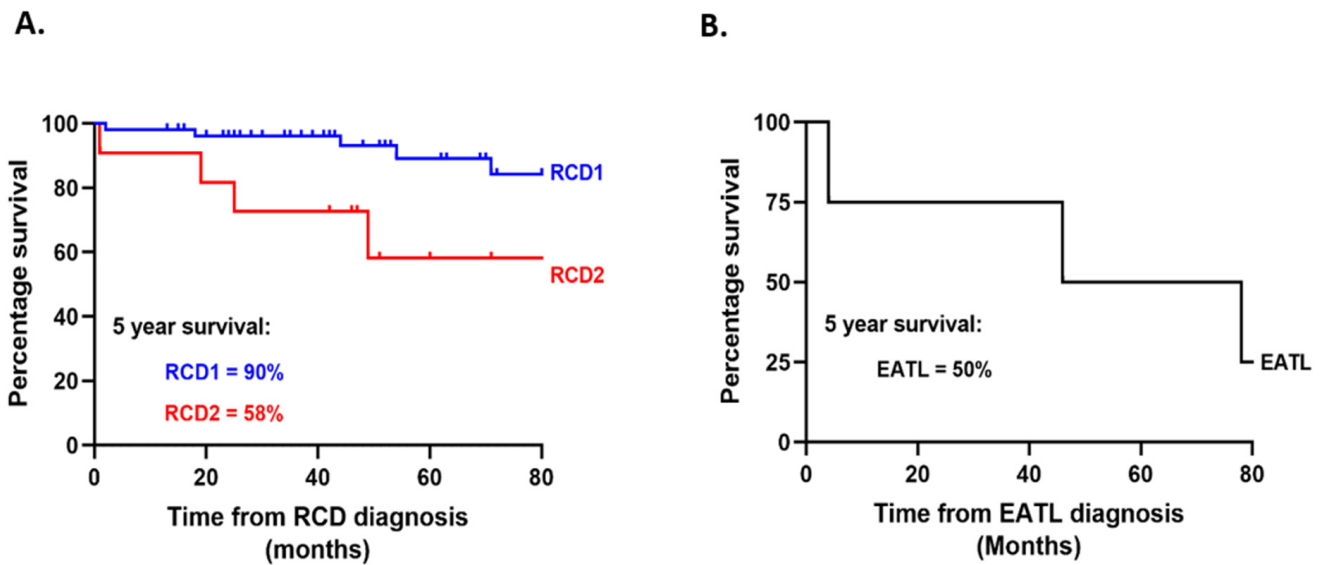 A.
Percentage survival
100
80
60
40
20
0
RCD1
RCD2
5 year survival:
RCD1 = 90%
RCD2 = 58%
0 20 40 60 80
Time from RCD diagnosis
(months)
B.
Percentage survival
100
75
50
25
0
5 year survival:
EATL = 50%
EATL
0 20 40 60 80
Time from EATL diagnosis
(Months)